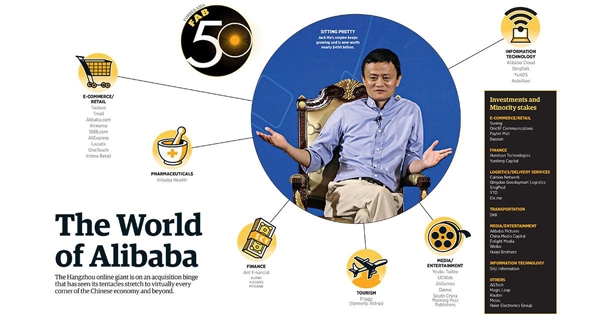 FAB
50
SITTING PRETTY
Jack Ma's empire keeps
growing and is now worth
nearly $400 billion.
INFORMATION
TECHNOLOGY
Alibaba Cloud
DingTalk
YunOS
AutoNavi
E-COMMERCE/
RETAIL
Taobao
Tmall
Alibaba.com
Alimama
1688.com
AliExpress
Lazada
OneTouch
Intime Retail
PHARMACEUTICALS
Alibaba Health
Investments and
Minority stakes
E-COMMERCE/RETAIL
Suning
One97 Communications
Paytm Mall
Baozun
FINANCE
Hundsun Technologies
Yunfeng Capital
LOGISTICS/DELIVERY SERVICES
Cainiao Network
Qingdao Goodaymart Logistics
SingPost
YTO
Ele.me
TRANSPORTATION
Didi
MEDIA/ENTERTAINMENT
Alibaba Pictures
China Media Capital
Enlight Media
Weibo
Huayi Brothers
INFORMATION TECHNOLOGY
OTHERS
AGTech
Magic Leap
Koubei
Meizu
Haier Electronics Group
The World
of Alibaba
The Hangzhou online giant is on an acquisition binge
that has seen its tentacles stretch to virtually every
corner of the Chinese economy and beyond.
FINANCE
Ant Financial
TOURISM
Fliggy
(formerly Alitrip)
MEDIA/
ENTERTAINMENT
Youku Tudou
UCWeb
AliGames
Damai
South China
Morning Post
Publishers